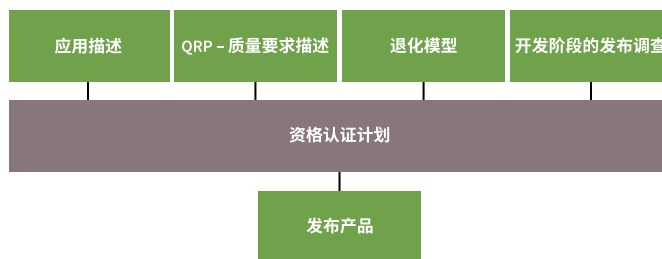 应用描述
QRP – 质量要求描述
退化模型
开发阶段的发布调查
资格认证计划
发布产品